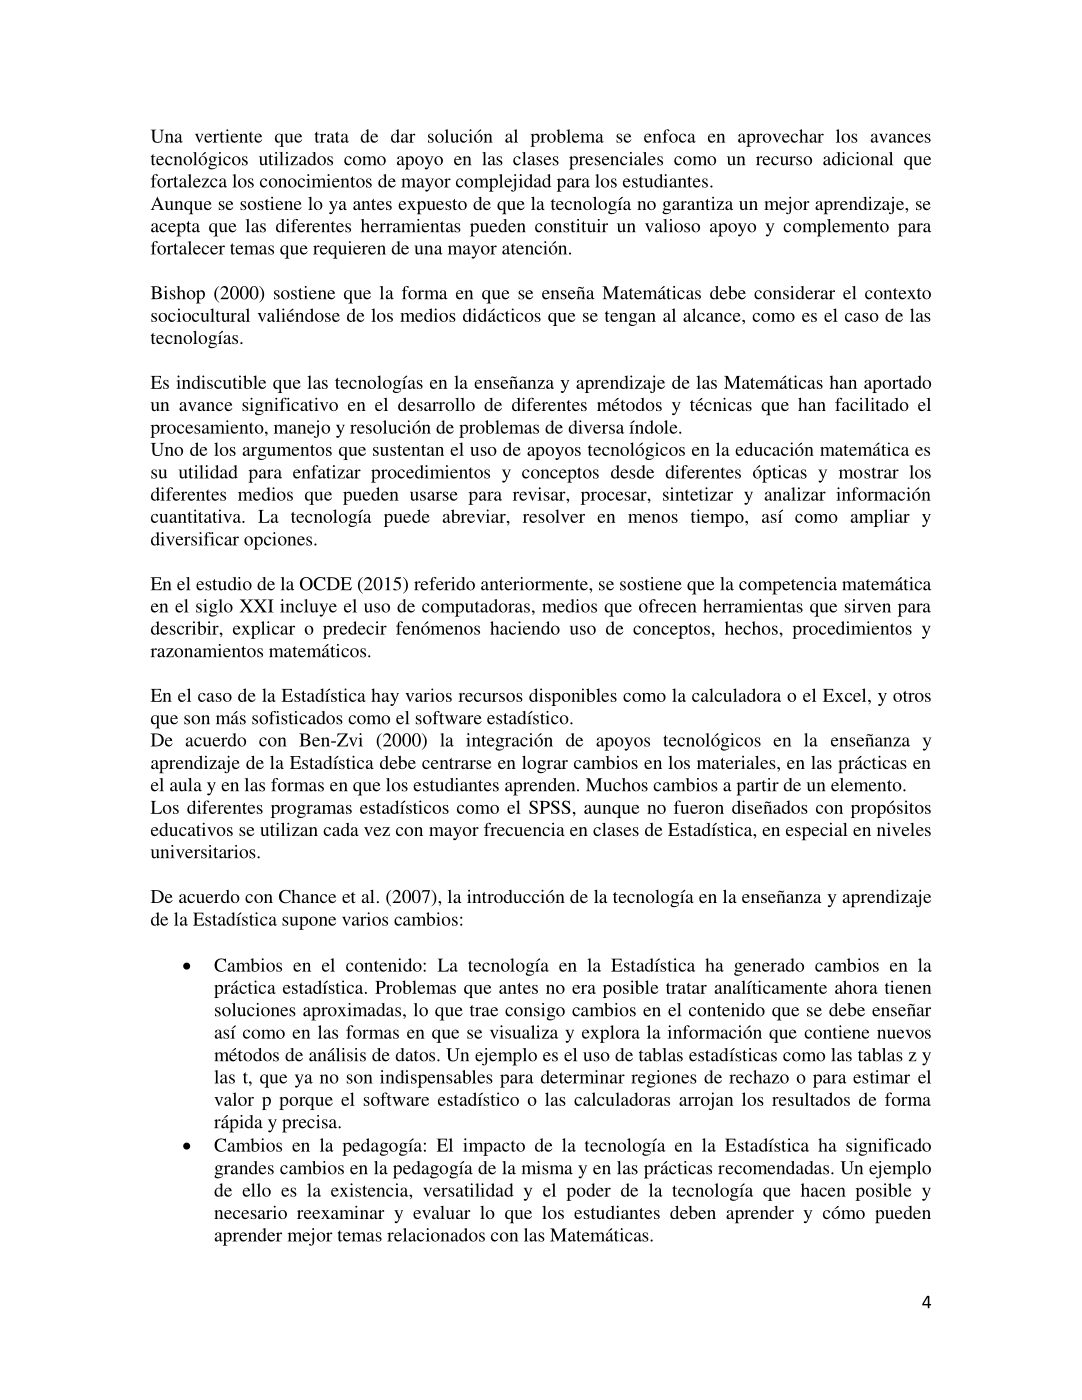 Una vertiente que trata de dar solución al problema se enfoca en aprovechar los avances
tecnológicos utilizados como apoyo en las clases presenciales como un recurso adicional que
fortalezca los conocimientos de mayor complejidad para los estudiantes.
Aunque se sostiene lo ya antes expuesto de que la tecnología no garantiza un mejor aprendizaje, se
acepta que las diferentes herramientas pueden constituir un valioso apoyo y complemento para
fortalecer temas que requieren de una mayor atención.
Bishop (2000) sostiene que la forma en que se enseña Matemáticas debe considerar el contexto
sociocultural valiéndose de los medios didácticos que se tengan al alcance, como es el caso de las
tecnologías.
Es indiscutible que las tecnologías en la enseñanza y aprendizaje de las Matemáticas han aportado
un avance significativo en el desarrollo de diferentes métodos y técnicas que han facilitado el
procesamiento, manejo y resolución de problemas de diversa índole.
Uno de los argumentos que sustentan el uso de apoyos tecnológicos en la educación matemática es
su utilidad para enfatizar procedimientos y conceptos desde diferentes ópticas y mostrar los
diferentes medios que pueden usarse para revisar, procesar, sintetizar y analizar información
cuantitativa. La tecnología puede abreviar, resolver en menos tiempo, así como ampliar y
diversificar opciones.
En el estudio de la OCDE (2015) referido anteriormente, se sostiene que la competencia matemática
en el siglo XXI incluye el uso de computadoras, medios que ofrecen herramientas que sirven para
describir, explicar o predecir fenómenos haciendo uso de conceptos, hechos, procedimientos y
razonamientos matemáticos.
En el caso de la Estadística hay varios recursos disponibles como la calculadora o el Excel, y otros
que son más sofisticados como el software estadístico.
De acuerdo con Ben-Zvi (2000) la integración de apoyos tecnológicos en la enseñanza y
aprendizaje de la Estadística debe centrarse en lograr cambios en los materiales, en las prácticas en
el aula y en las formas en que los estudiantes aprenden. Muchos cambios a partir de un elemento.
Los diferentes programas estadísticos como el SPSS, aunque no fueron diseñados con propósitos
educativos se utilizan cada vez con mayor frecuencia en clases de Estadística, en especial en niveles
universitarios.
De acuerdo con Chance et al. (2007), la introducción de la tecnología en la enseñanza y aprendizaje
de la Estadística supone varios cambios:
• Cambios en el contenido: La tecnología en la Estadística ha generado cambios en la
práctica estadística. Problemas que antes no era posible tratar analíticamente ahora tienen
soluciones aproximadas, lo que trae consigo cambios en el contenido que se debe enseñar
así como en las formas en que se visualiza y explora la información que contiene nuevos
métodos de análisis de datos. Un ejemplo es el uso de tablas estadísticas como las tablas z y
las t, que ya no son indispensables para determinar regiones de rechazo o para estimar el
valor p porque el software estadístico o las calculadoras arrojan los resultados de forma
rápida y precisa.
• Cambios en la pedagogía: El impacto de la tecnología en la Estadística ha significado
grandes cambios en la pedagogía de la misma y en las prácticas recomendadas. Un ejemplo
de ello es la existencia, versatilidad y el poder de la tecnología que hacen posible y
necesario reexaminar y evaluar lo que los estudiantes deben aprender y cómo pueden
aprender mejor temas relacionados con las Matemáticas.
4